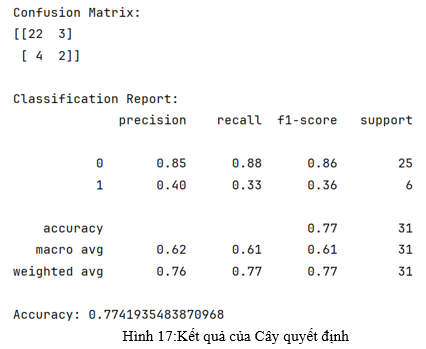 Confusion Matrix:
[[22  3]
 [ 4  2]]
Classification Report:
precision    recall  f1-score   support
0       0.85      0.88      0.86        25
1       0.40      0.33      0.36         6
accuracy                           0.77        31
macro avg       0.62      0.61      0.61        31
weighted avg       0.76      0.77      0.77        31
Accuracy: 0.7741935483870968
Hình 17:Kết quả của Cây quyết định